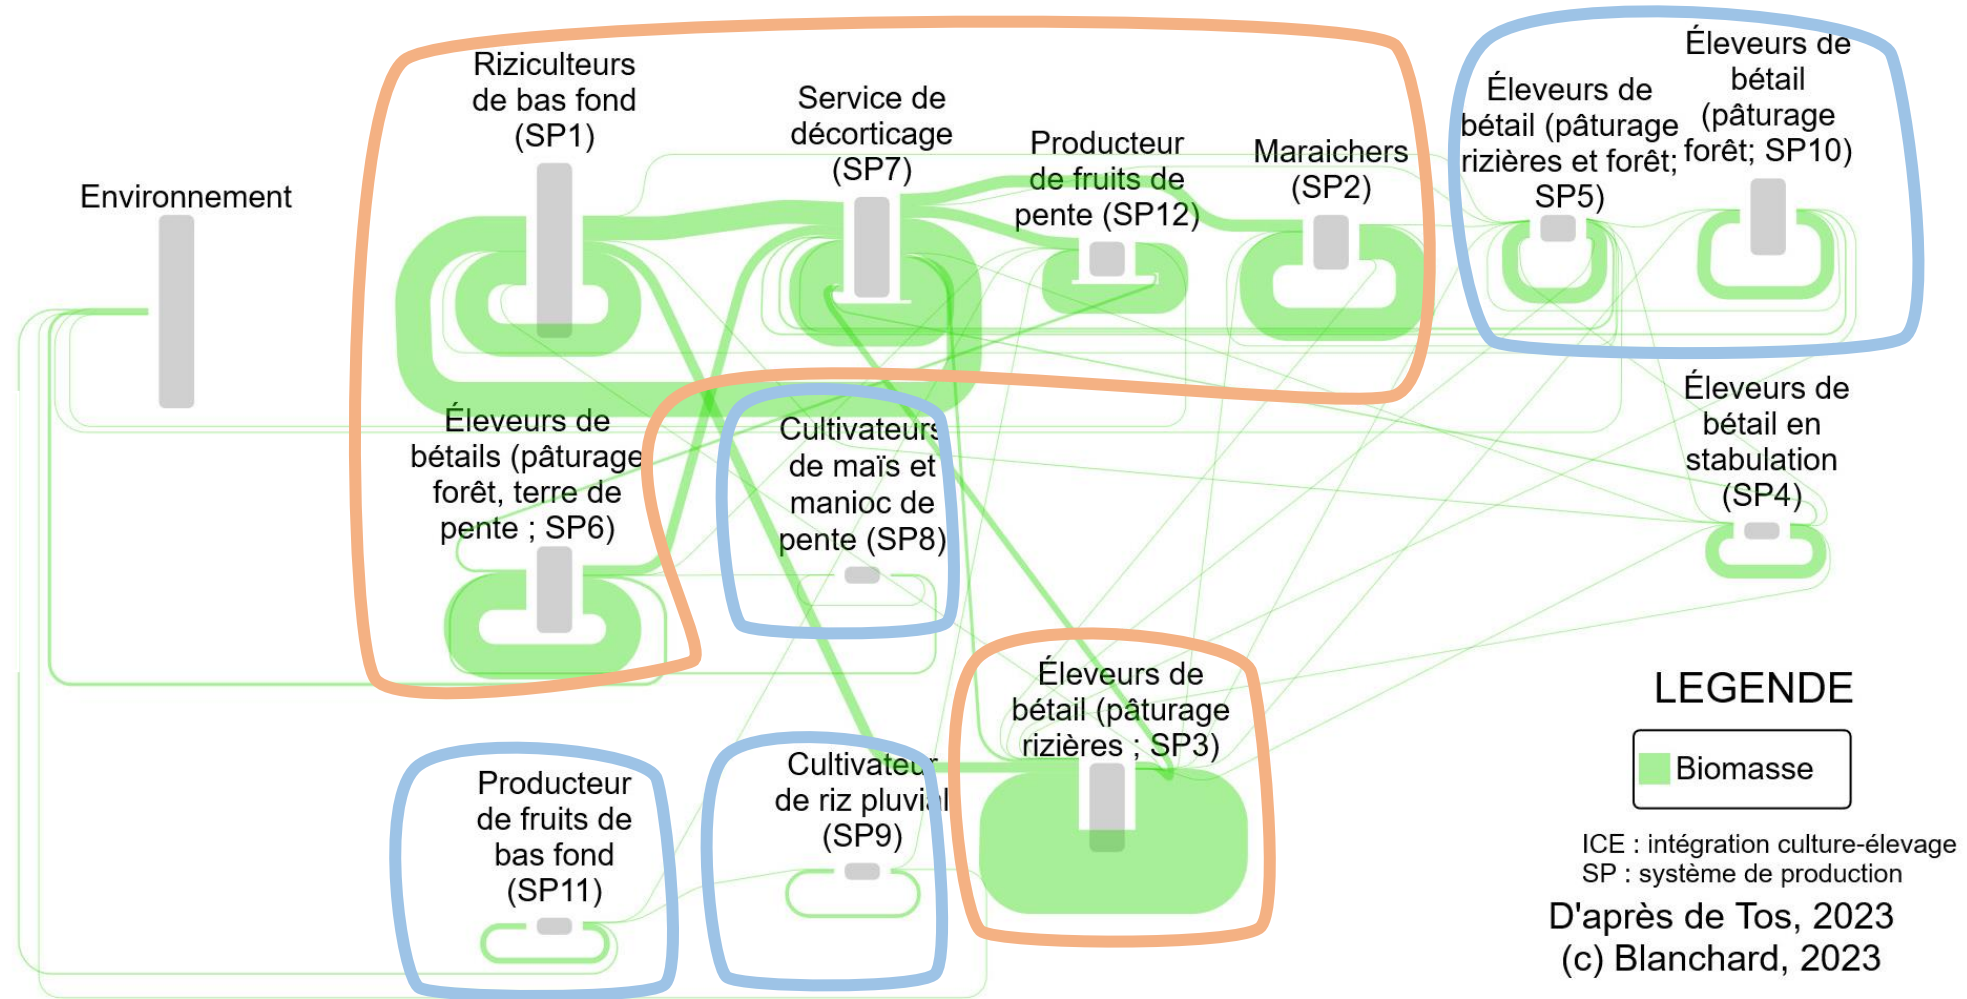 Environnement
Riziculteurs
de bas fond
(SP1)
Service de
décorticage
(SP7)
Producteur
de fruits de
pente (SP12)
Maraichers
(SP2)
Éleveurs de
bétail (pâturage
rizières et forêt;
SP5)
Éleveurs de
bétail
(pâturage
forêt; SP10)
Éleveurs de
bétails (pâturage
forêt, terre de
pente ; SP6)
Cultivateurs
de maïs et
manioc de
pente (SP8)
Éleveurs de
bétail en
stabulation
(SP4)
Producteur
de fruits de
bas fond
(SP11)
Cultivateur
de riz pluvial
(SP9)
Éleveurs de
bétail (pâturage
rizières ; SP3)
LEGENDE
Biomasse
ICE : intégration culture-élevage
SP : système de production
D'après de Tos, 2023
(c) Blanchard, 2023